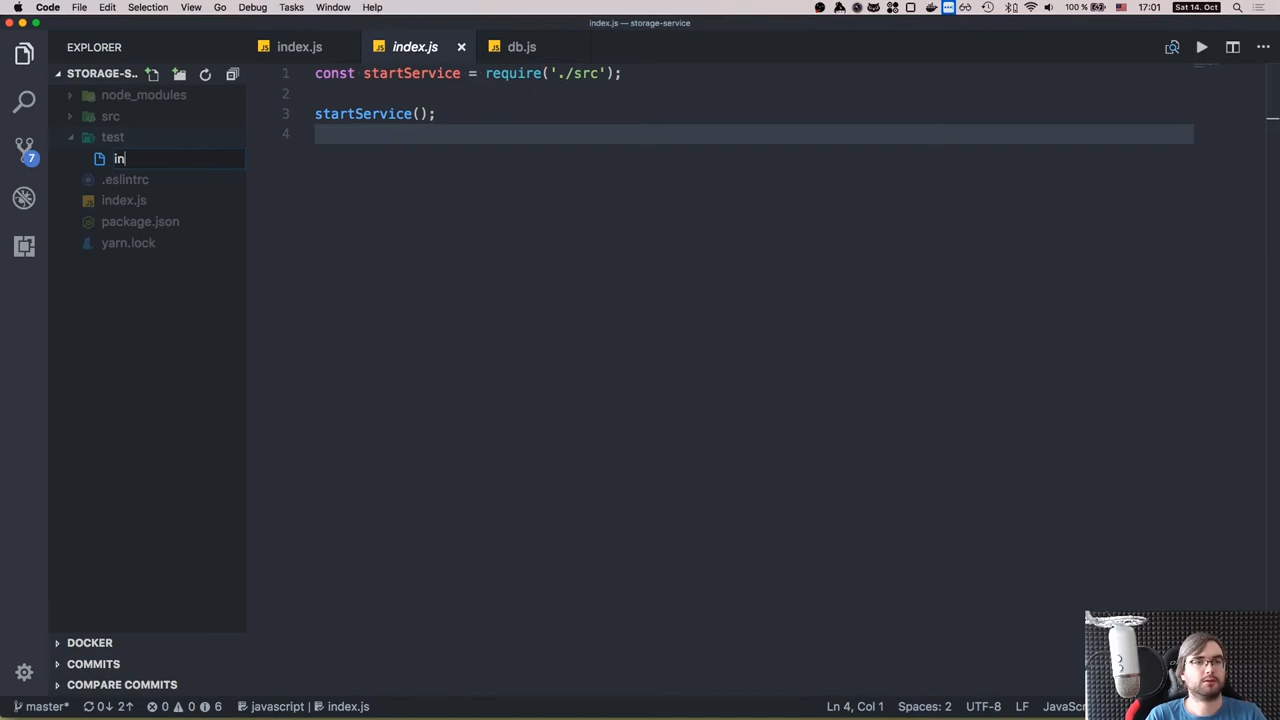 Code File Edit Selection View Go Debug Tasks Window Help 100 % Sat 14. Oct 17:01
index.js — storage-service
EXPLORER
index.js index.js db.js
STORAGE-S..
node_modules
src
test
in
.eslintrc
index.js
package.json
yarn.lock
1 const startService = require('./src');
2
3 startService();
4
7
DOCKER
COMMITS
COMPARE COMMITS
master* 0↓ 2↑ 0 0 6 javascript | index.js Ln 4, Col 1 Spaces: 2 UTF-8 LF JavaSc